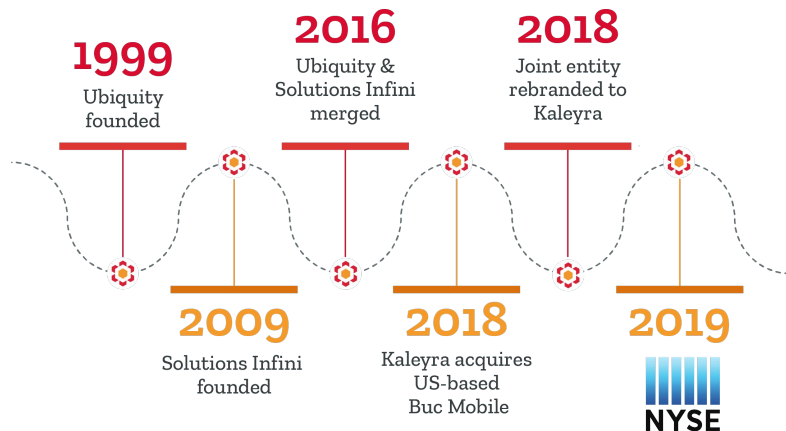 1999
Ubiquity
founded
2009
Solutions Infini
founded
2016
Ubiquity &
Solutions Infini
merged
2018
Kaleyra acquires
US-based
Buc Mobile
2018
Joint entity
rebranded to
Kaleyra
2019
NYSE